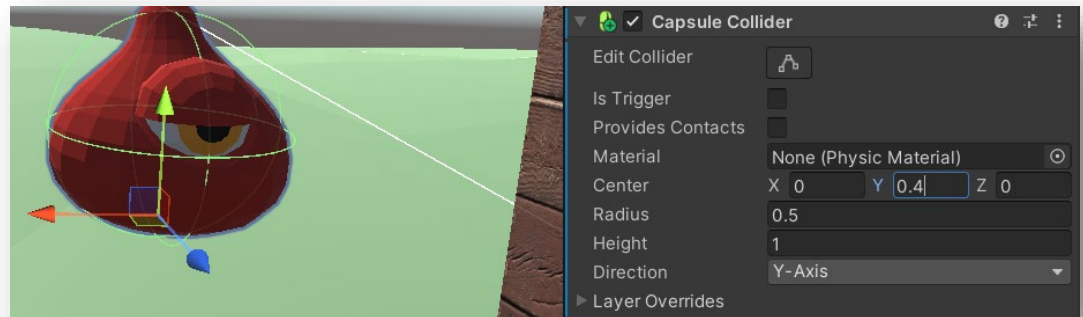 Capsule Collider
Edit Collider
Is Trigger
Provides Contacts
Material None (Physic Material)
Center X 0 Y 0.4 Z 0
Radius 0.5
Height 1
Direction Y-Axis
Layer Overrides